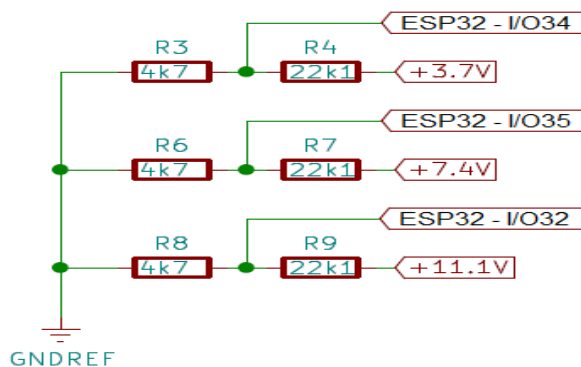 ESP32 - I/O34
R3 R4
4k7 22k1 +3.7V
ESP32 - I/O35
R6 R7
4k7 22k1 +7.4V
ESP32 - I/O32
R8 R9
4k7 22k1 +11.1V
GNDREF